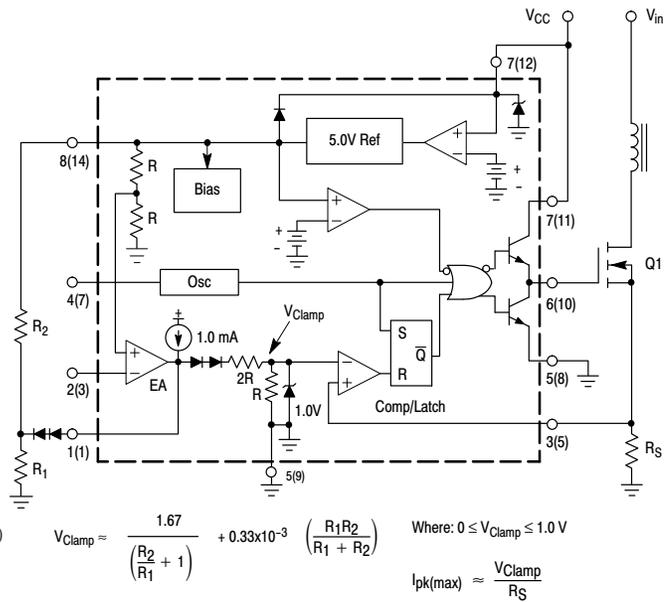 VCC
Vin
7(12)
8(14)
R
R
Bias
5.0V Ref
+
−
+
-
+
−
+
-
7(11)
Q1
4(7)
Osc
6(10)
R2
+
1.0 mA
VClamp
S
Q̅
R
2R
R
1.0V
−
+
Comp/Latch
5(8)
+
−
EA
2(3)
1(1)
3(5)
R1
RS
5(9)
) VClamp ≈ 1.67 / (R2/R1 + 1) + 0.33x10⁻³ (R1R2 / R1 + R2) Where: 0 ≤ VClamp ≤ 1.0 V
Ipk(max) ≈ VClamp / RS